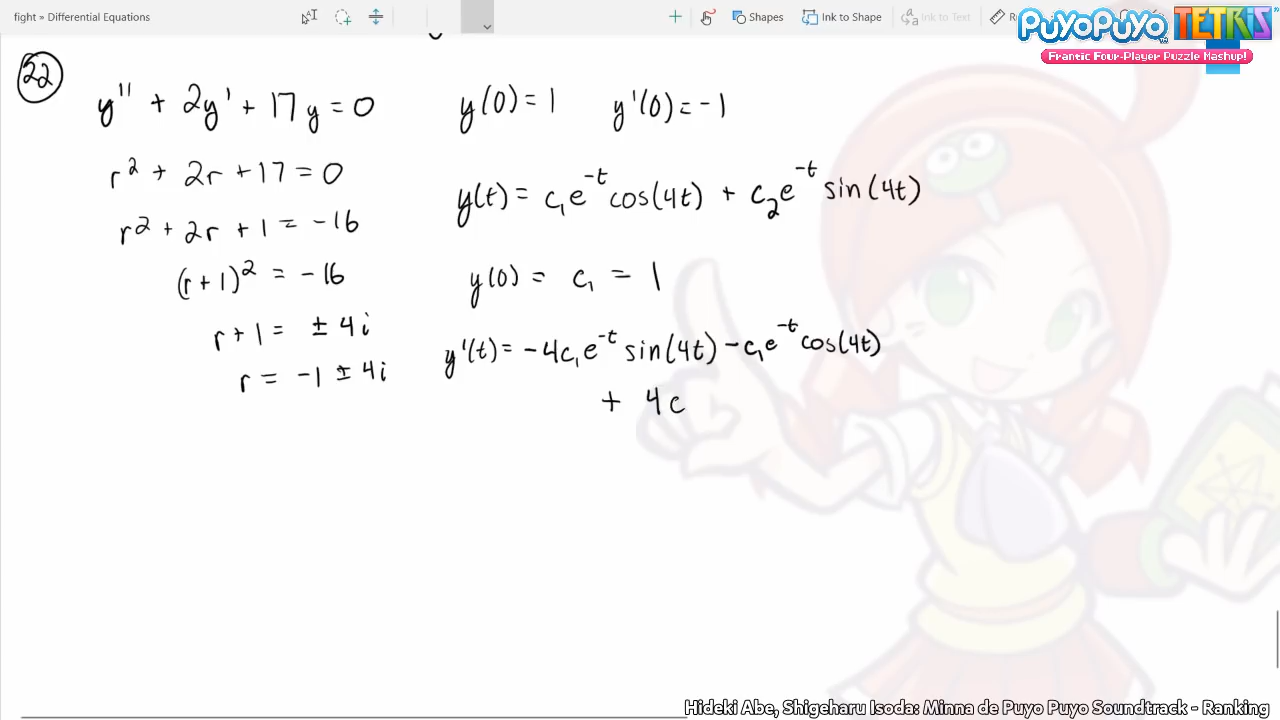 fight » Differential Equations
Shapes
Ink to Shape
Ink to Text
PuyoPuyo TETRIS
Frantic Four-Player Puzzle Mashup!
22
y'' + 2y' + 17y = 0 y(0) = 1 y'(0) = -1
r² + 2r + 17 = 0
y(t) = c₁e^{-t} cos(4t) + c₂e^{-t} sin(4t)
r² + 2r + 1 = -16
(r+1)² = -16
y(0) = c₁ = 1
r + 1 = ± 4i
y'(t) = -4c₁e^{-t} sin(4t) - c₁e^{-t} cos(4t)
r = -1 ± 4i
+ 4c
Hideki Abe, Shigeharu Isoda: Minna de Puyo Puyo Soundtrack - Ranking